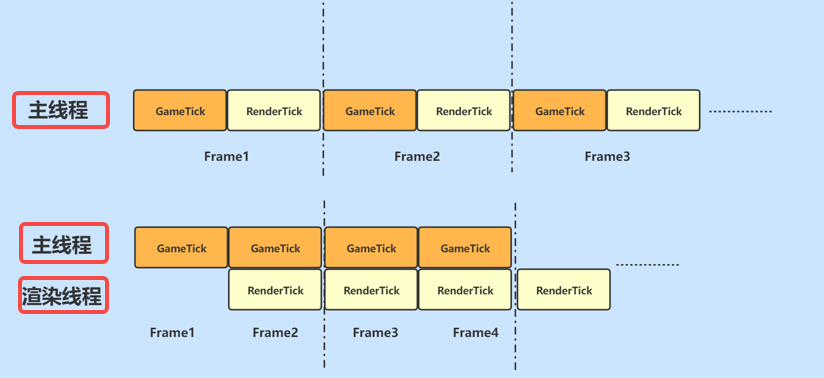 主线程 GameTick RenderTick GameTick RenderTick GameTick RenderTick
Frame1 Frame2 Frame3
主线程 GameTick GameTick GameTick GameTick
渲染线程 RenderTick RenderTick RenderTick RenderTick
Frame1 Frame2 Frame3 Frame4